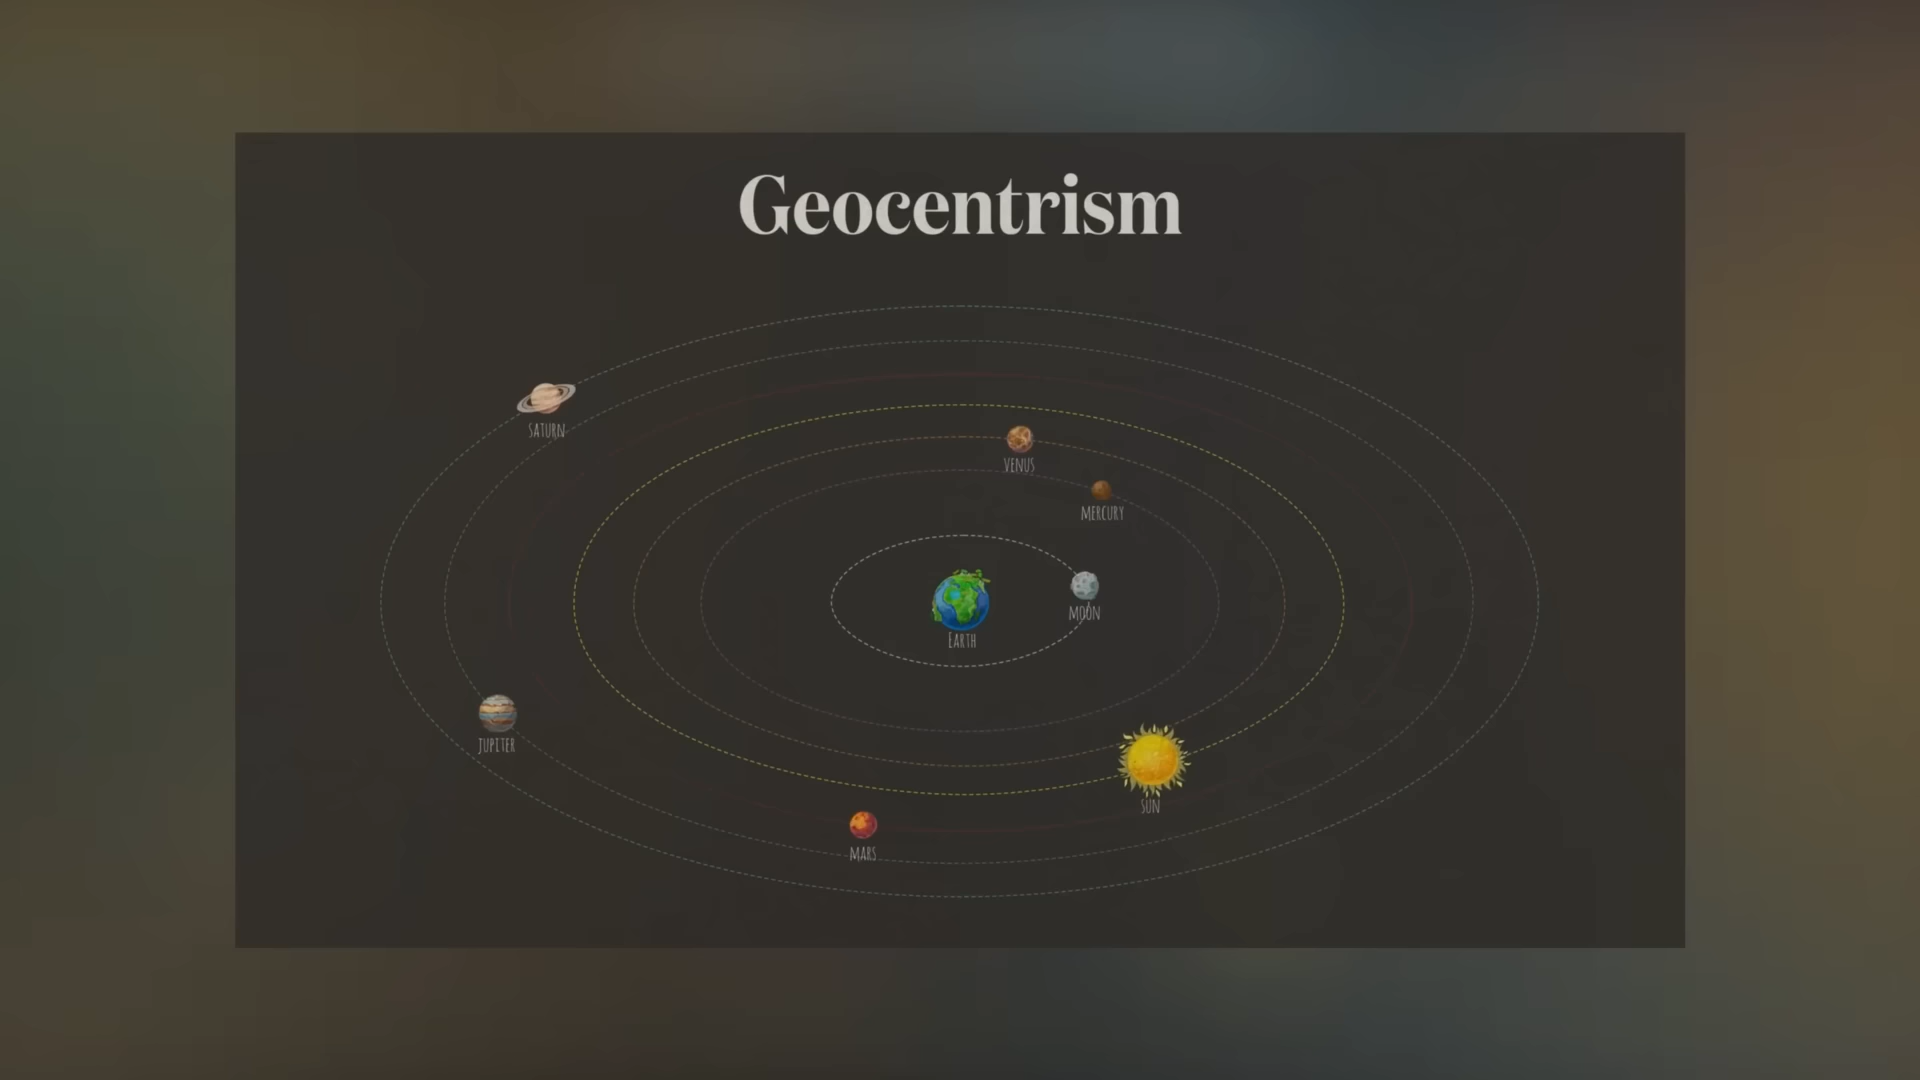 Geocentrism
SATURN
VENUS
MERCURY
MOON
EARTH
JUPITER
SUN
MARS